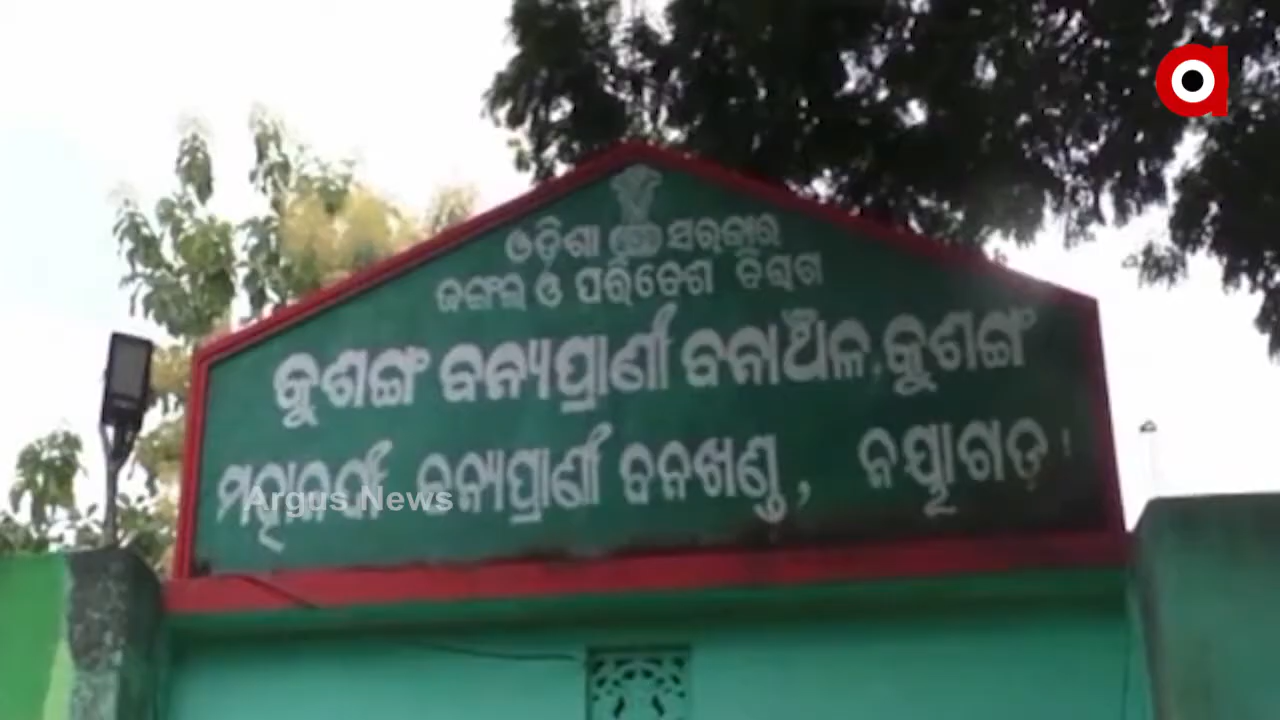 ଓଡ଼ିଶା ସରକାର
ଜଙ୍ଗଲ ଓ ପରିବେଶ ବିଭାଗ
କୁଶଙ୍ଗ ବନ୍ୟପ୍ରାଣୀ ବନାଞ୍ଚଳ, କୁଶଙ୍ଗ
ମହାନଦୀ ବନ୍ୟପ୍ରାଣୀ ବନଖଣ୍ଡ, ନୟାଗଡ଼
Argus News